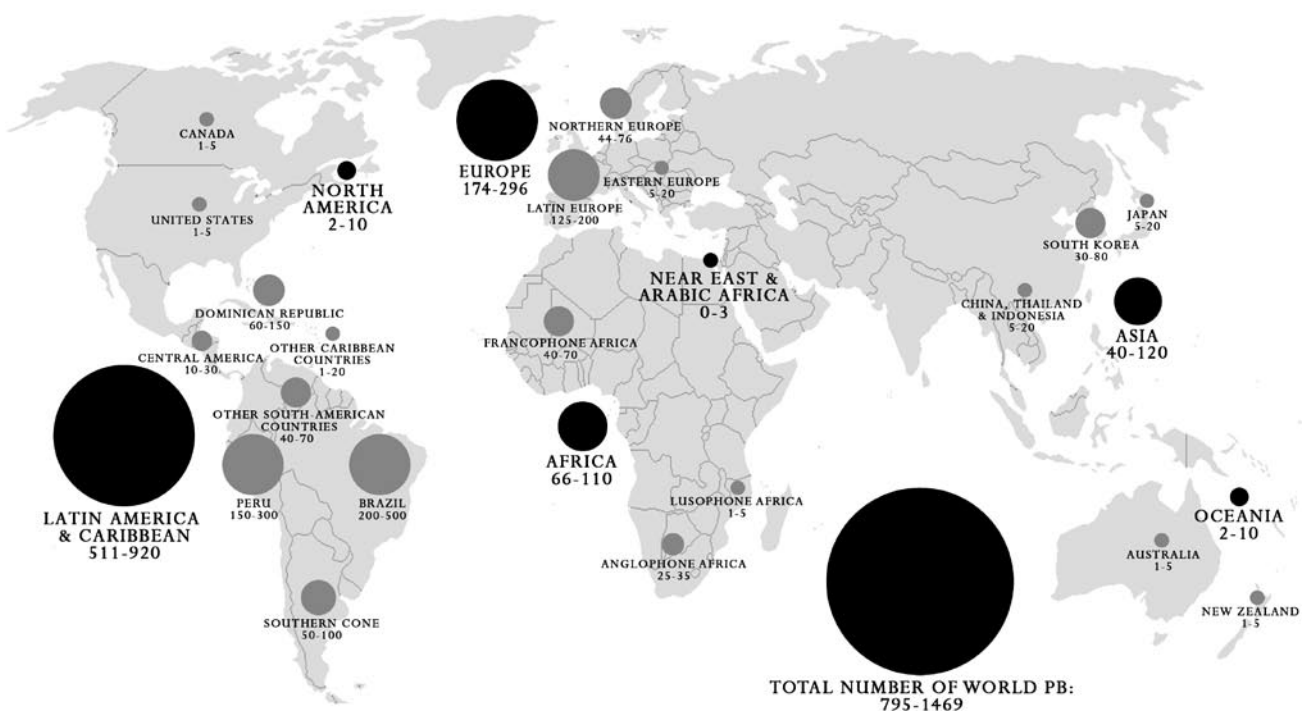 CANADA
1-5
NORTH
AMERICA
2-10
UNITED STATES
1-5
DOMINICAN REPUBLIC
60-150
OTHER CARIBBEAN
COUNTRIES
1-20
CENTRAL AMERICA
10-30
OTHER SOUTH-AMERICAN
COUNTRIES
40-70
PERU
150-300
BRAZIL
200-500
LATIN AMERICA
& CARIBBEAN
511-920
SOUTHERN CONE
50-100
EUROPE
174-296
NORTHERN EUROPE
44-76
EASTERN EUROPE
5-20
LATIN EUROPE
125-200
NEAR EAST &
ARABIC AFRICA
0-3
FRANCOPHONE AFRICA
40-70
AFRICA
66-110
LUSOPHONE AFRICA
1-5
ANGLOPHONE AFRICA
25-35
JAPAN
5-20
SOUTH KOREA
30-80
CHINA, THAILAND
& INDONESIA
5-20
ASIA
40-120
OCEANIA
2-10
AUSTRALIA
1-5
NEW ZEALAND
1-5
TOTAL NUMBER OF WORLD PB:
795-1469